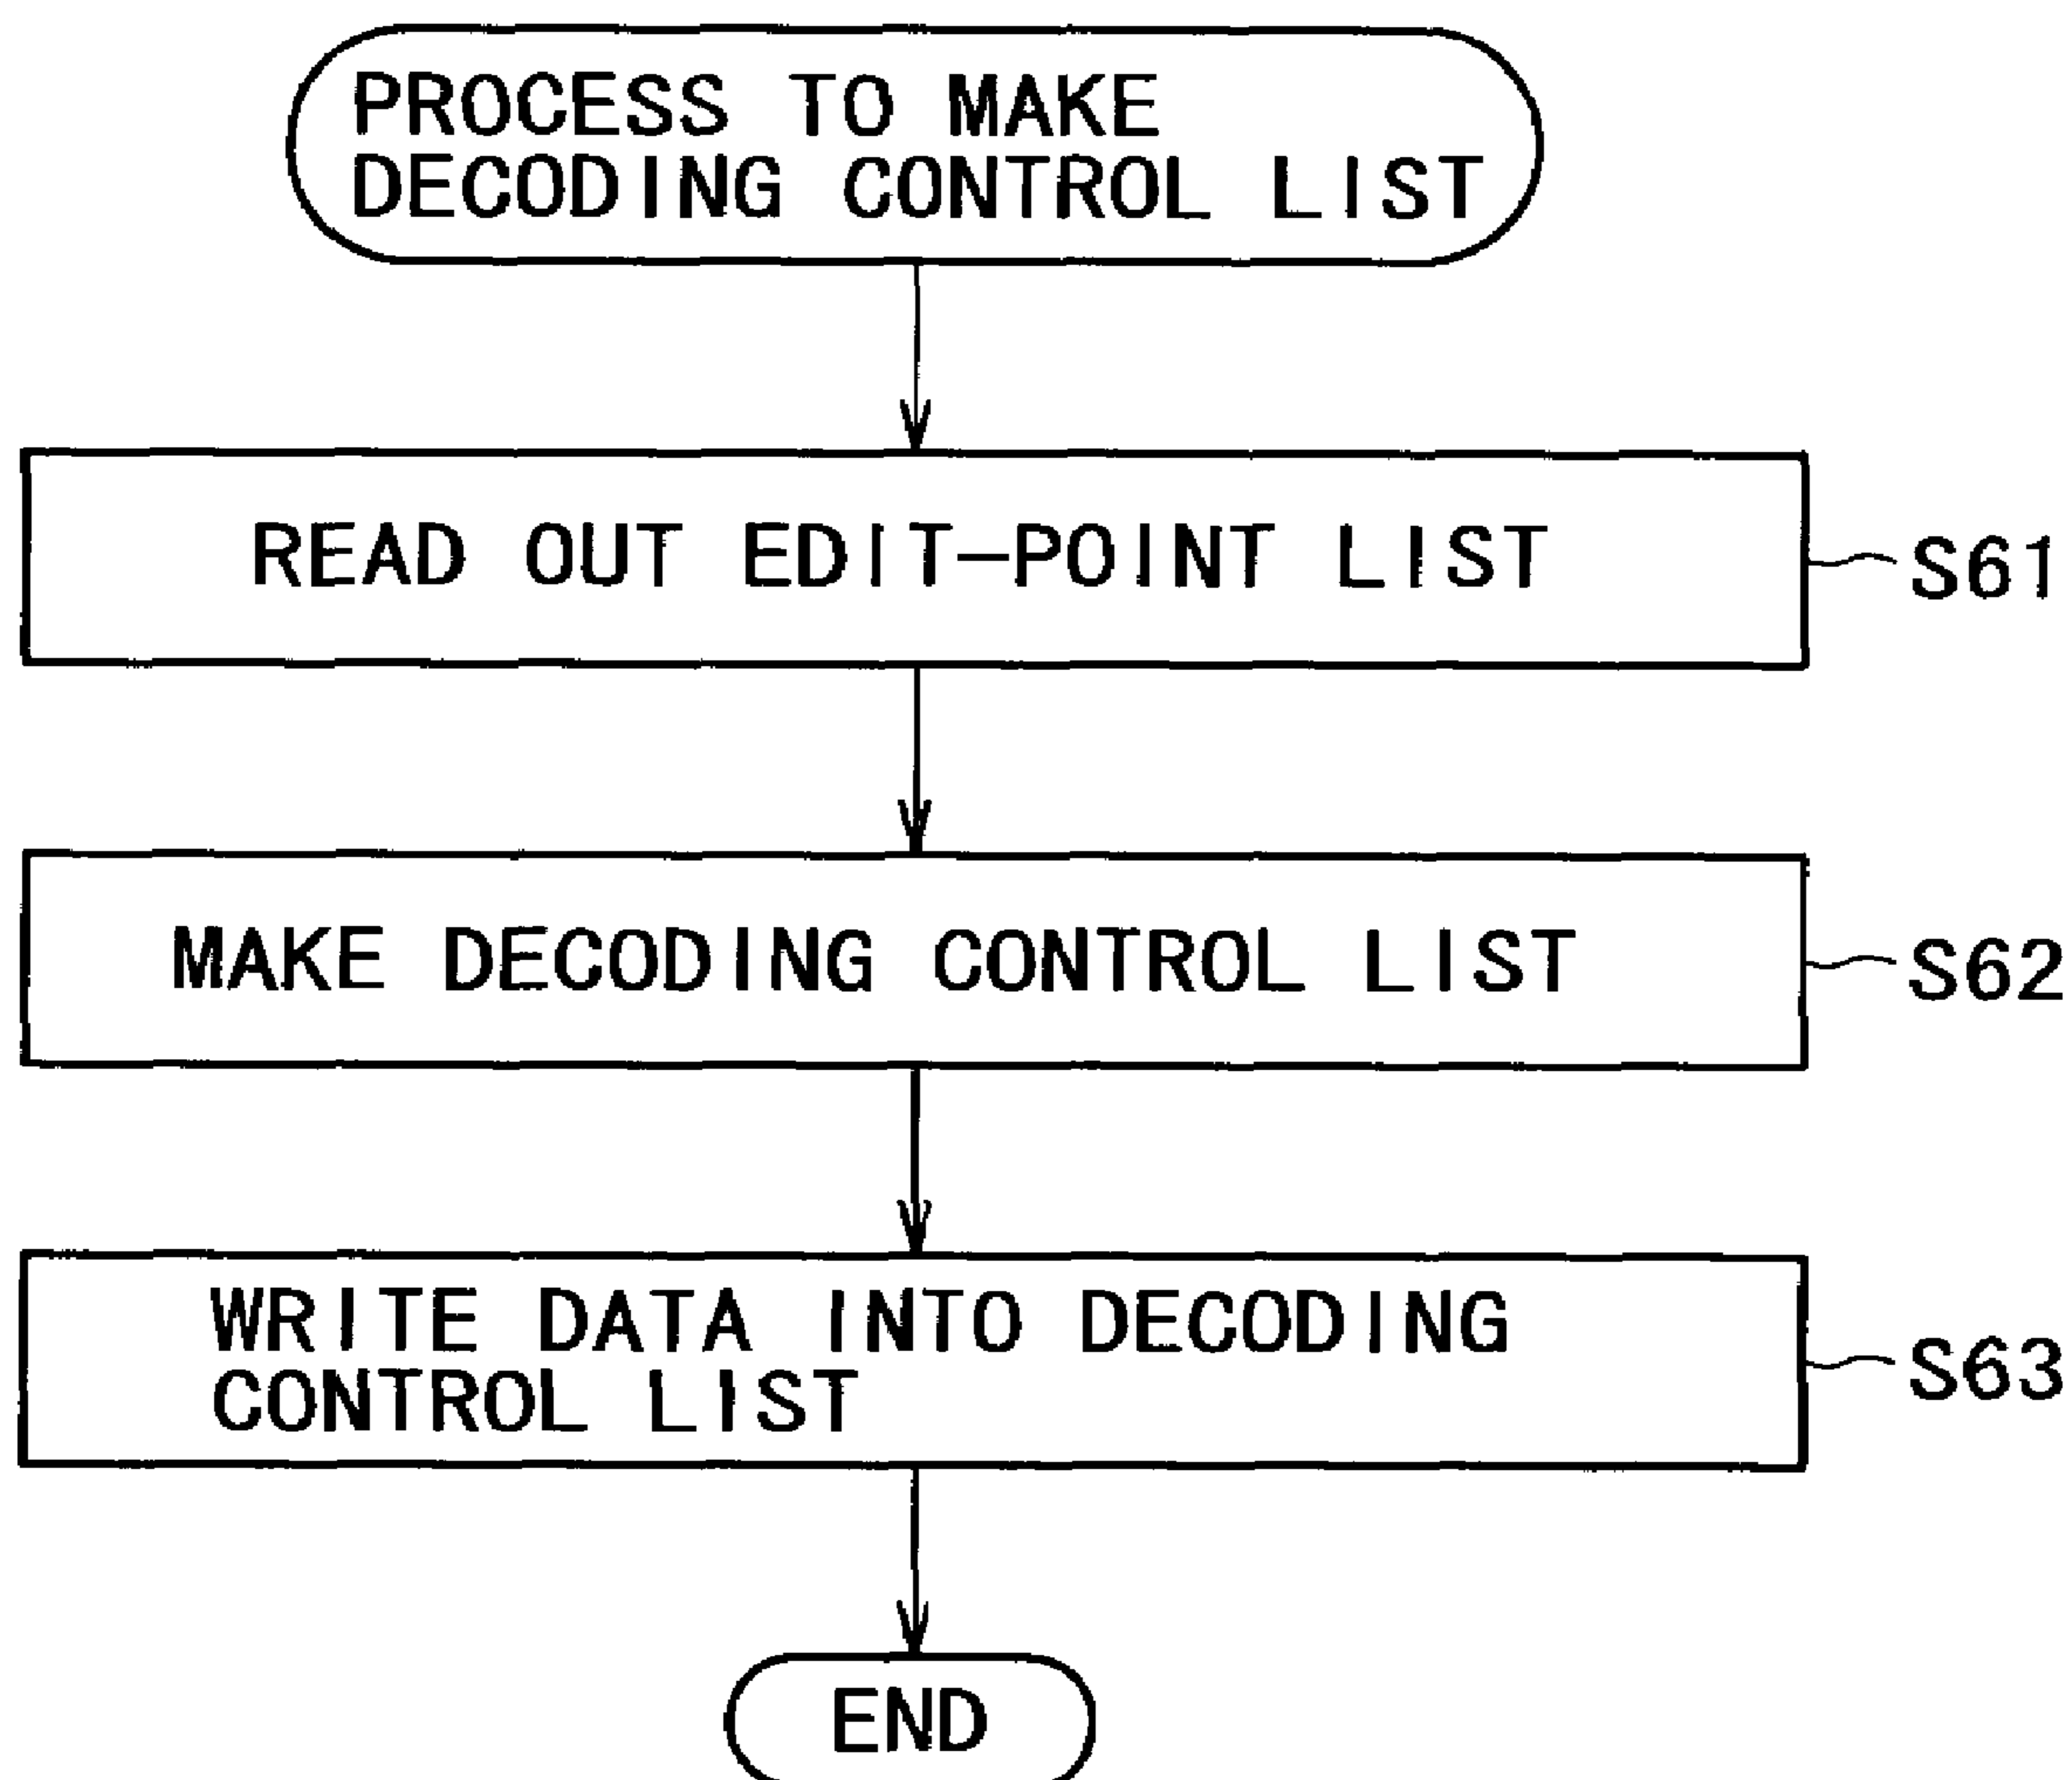 PROCESS TO MAKE
DECODING CONTROL LIST
READ OUT EDIT-POINT LIST
S61
MAKE DECODING CONTROL LIST
S62
WRITE DATA INTO DECODING
CONTROL LIST
S63
END